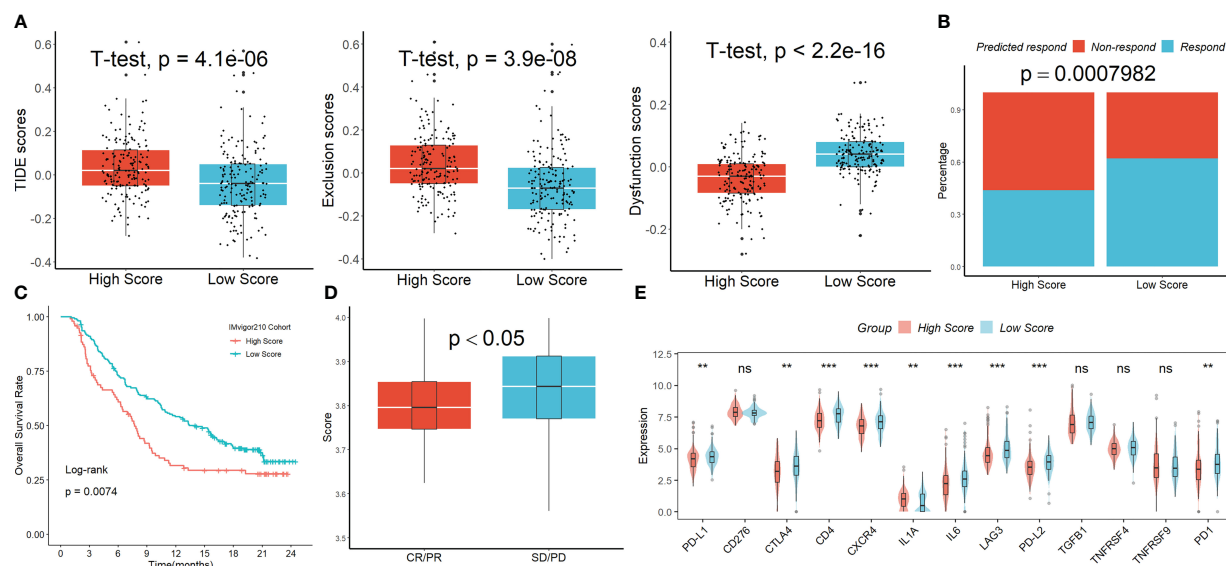 A
TIDE scores
0.6
0.4
0.2
0.0
-0.2
-0.4
T-test, p = 4.1e-06
High Score
Low Score
Exclusion scores
0.6
0.4
0.2
0.0
-0.2
-0.4
T-test, p = 3.9e-08
High Score
Low Score
Dysfunction scores
0.4
0.2
0.0
-0.2
T-test, p < 2.2e-16
High Score
Low Score
B
Predicted respond Non-respond Respond
p = 0.0007982
Percentage
0.9
0.6
0.3
0.0
High Score
Low Score
C
Overall Survival Rate
1.00
0.75
0.50
0.25
0.00
IMvigor210 Cohort
High Score
Low Score
Log-rank
p = 0.0074
0 3 6 9 12 15 18 21 24
Time(months)
D
Score
4.0
3.9
3.8
3.7
3.6
3.5
p < 0.05
CR/PR
SD/PD
E
Group High Score Low Score
Expression
12.5
10.0
7.5
5.0
2.5
0.0
** ns ** *** *** ** *** *** *** ns ns ns **
PD-L1
CD276
CTLA4
CD4
CXCR4
IL1A
IL6
LAG3
PD-L2
TGFB1
TNFRSF4
TNFRSF9
PD1